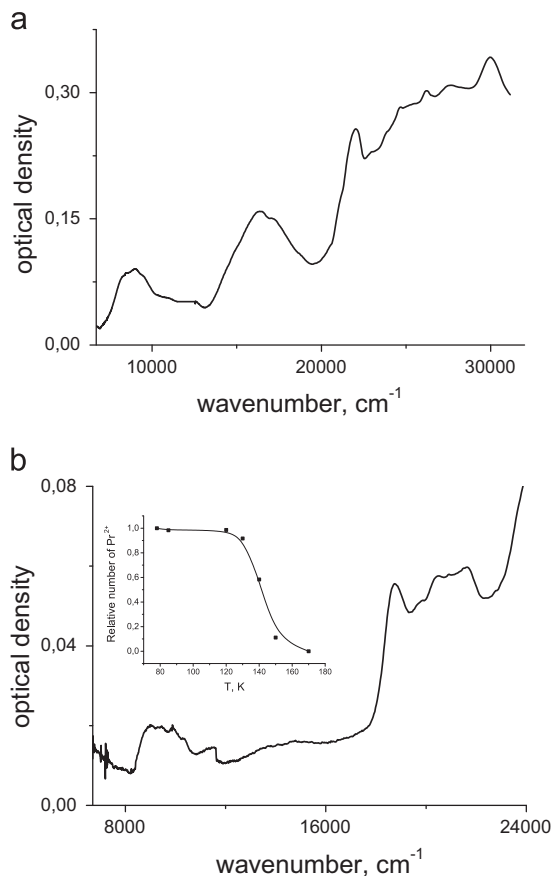 a
0,30
0,15
0,00
optical density
10000 20000 30000
wavenumber, cm⁻¹
b
0,08
0,04
0,00
optical density
1,0
0,8
0,6
0,4
0,2
0,0
Relative number of Pr²⁺
80 100 120 140 160 180
T, K
8000 16000 24000
wavenumber, cm⁻¹